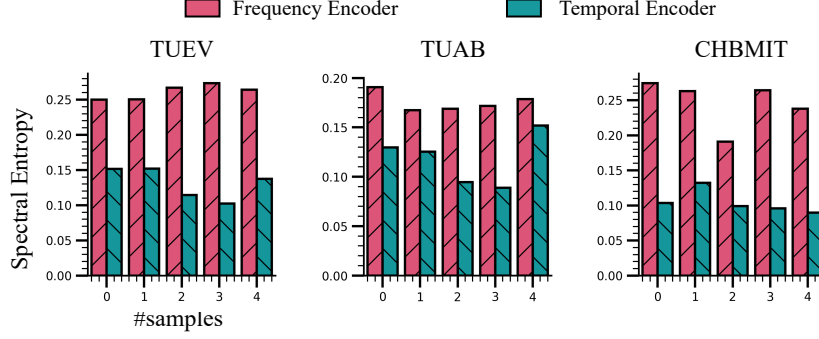 Frequency Encoder Temporal Encoder
TUEV TUAB CHBMIT
Spectral Entropy
0.25 0.20 0.15 0.10 0.05 0.00
0.20 0.15 0.10 0.05 0.00
0.25 0.20 0.15 0.10 0.05 0.00
0 1 2 3 4 0 1 2 3 4 0 1 2 3 4
#samples